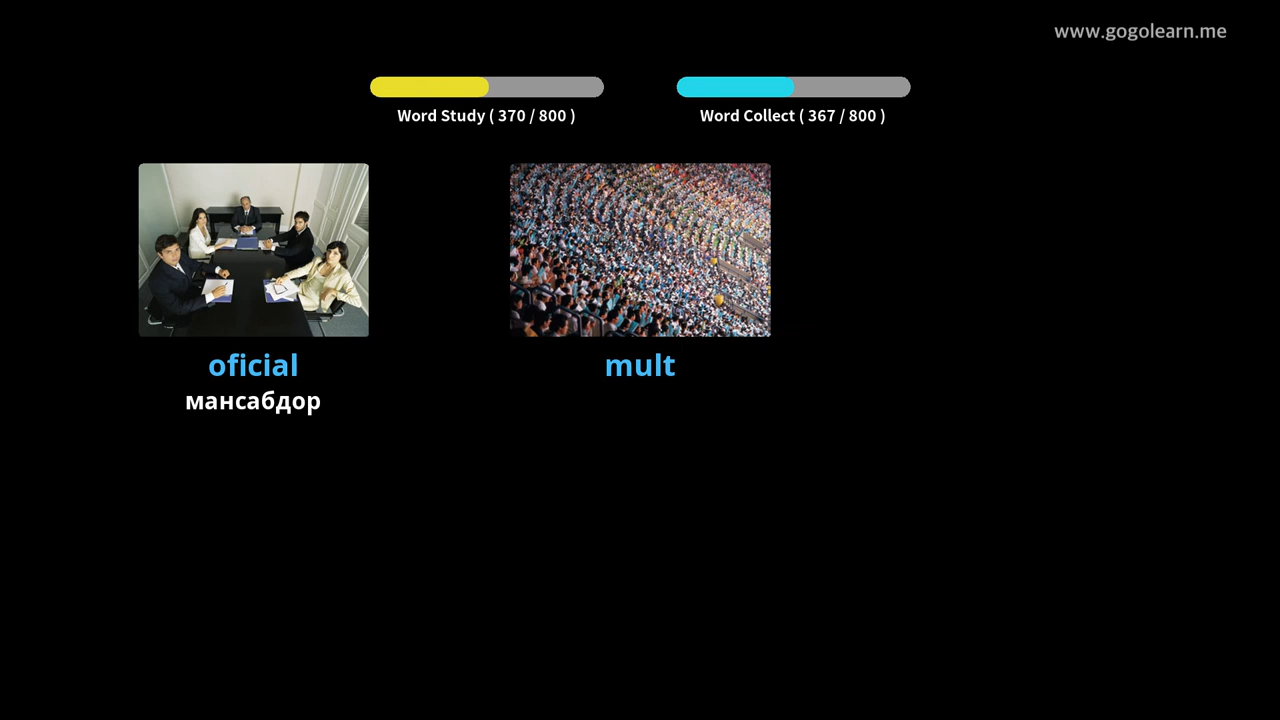 www.gogolearn.me
Word Study ( 370 / 800 )
Word Collect ( 367 / 800 )
oficial
мансабдор
mult